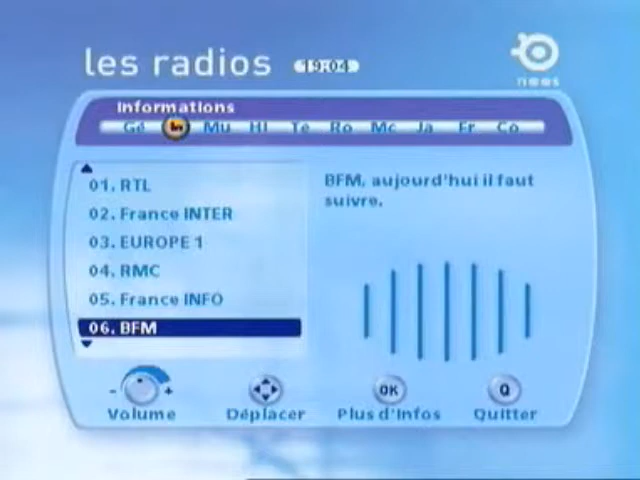 les radios 19:04
noos
Informations
Gé In Mu Hi Te Ro Mc Ja Fr Co
01. RTL
02. France INTER
03. EUROPE 1
04. RMC
05. France INFO
06. BFM
BFM, aujourd'hui il faut
suivre.
- +
Volume
Déplacer
OK
Plus d'Infos
Q
Quitter